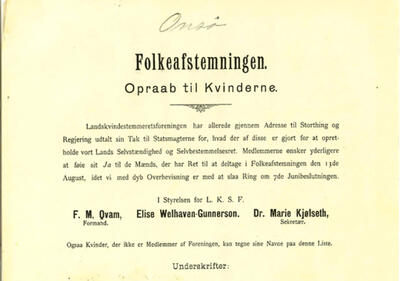 Onsö
Folkeafstemningen.
Opraab til Kvinderne.
Landskvindestemmeretsforeningen har allerede gjennem Adresse til Storthing og
Regjering udtalt sin Tak til Statsmagterne for, hvad der af disse er gjort for at opret-
holde vort Lands Selvstændighed og Selvbestemmelsesret. Medlemmerne ønsker yderligere
at føie sit Ja til de Mænds, der har Ret til at deltage i Folkeafstemningen den 13de
August, idet vi med dyb Overbevisning er med at slaa Ring om 7de Junibeslutningen.
I Styrelsen for L. K. S. F.
F. M. Qvam, Elise Welhaven-Gunnerson. Dr. Marie Kjølseth,
Formand. Sekretær.
Ogsaa Kvinder, der ikke er Medlemmer af Foreningen, kan tegne sine Navne paa denne Liste.
Underskrifter: